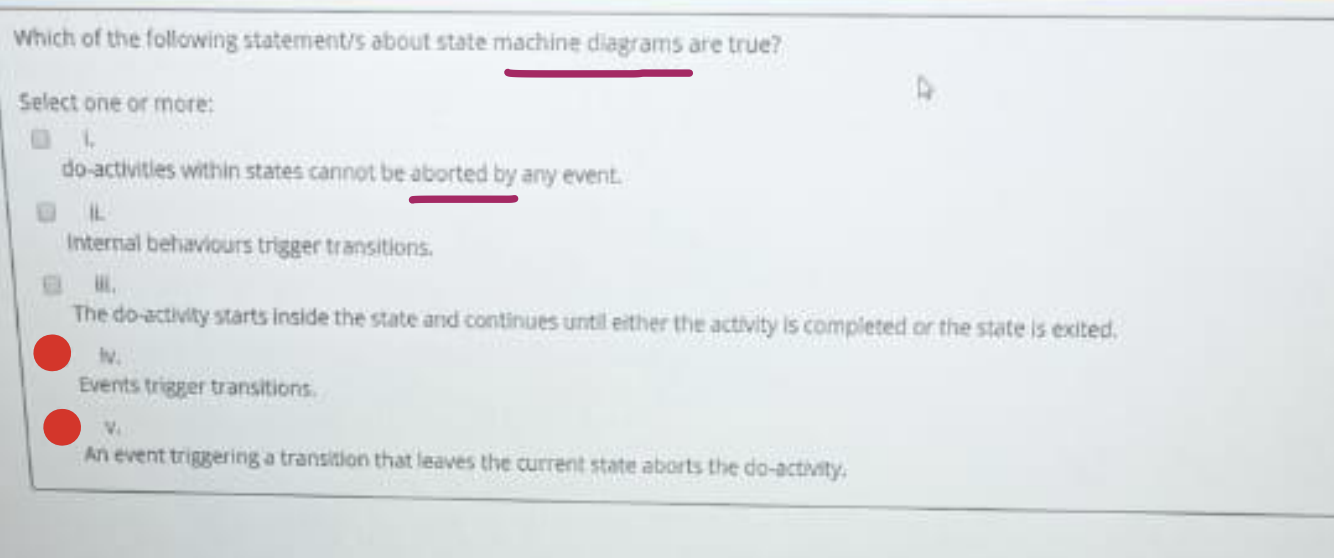 Which of the following statement/s about state machine diagrams are true?
Select one or more:
i.
do-activities within states cannot be aborted by any event.
ii.
Internal behaviours trigger transitions.
iii.
The do-activity starts inside the state and continues until either the activity is completed or the state is exited.
iv.
Events trigger transitions.
v.
An event triggering a transition that leaves the current state aborts the do-activity.